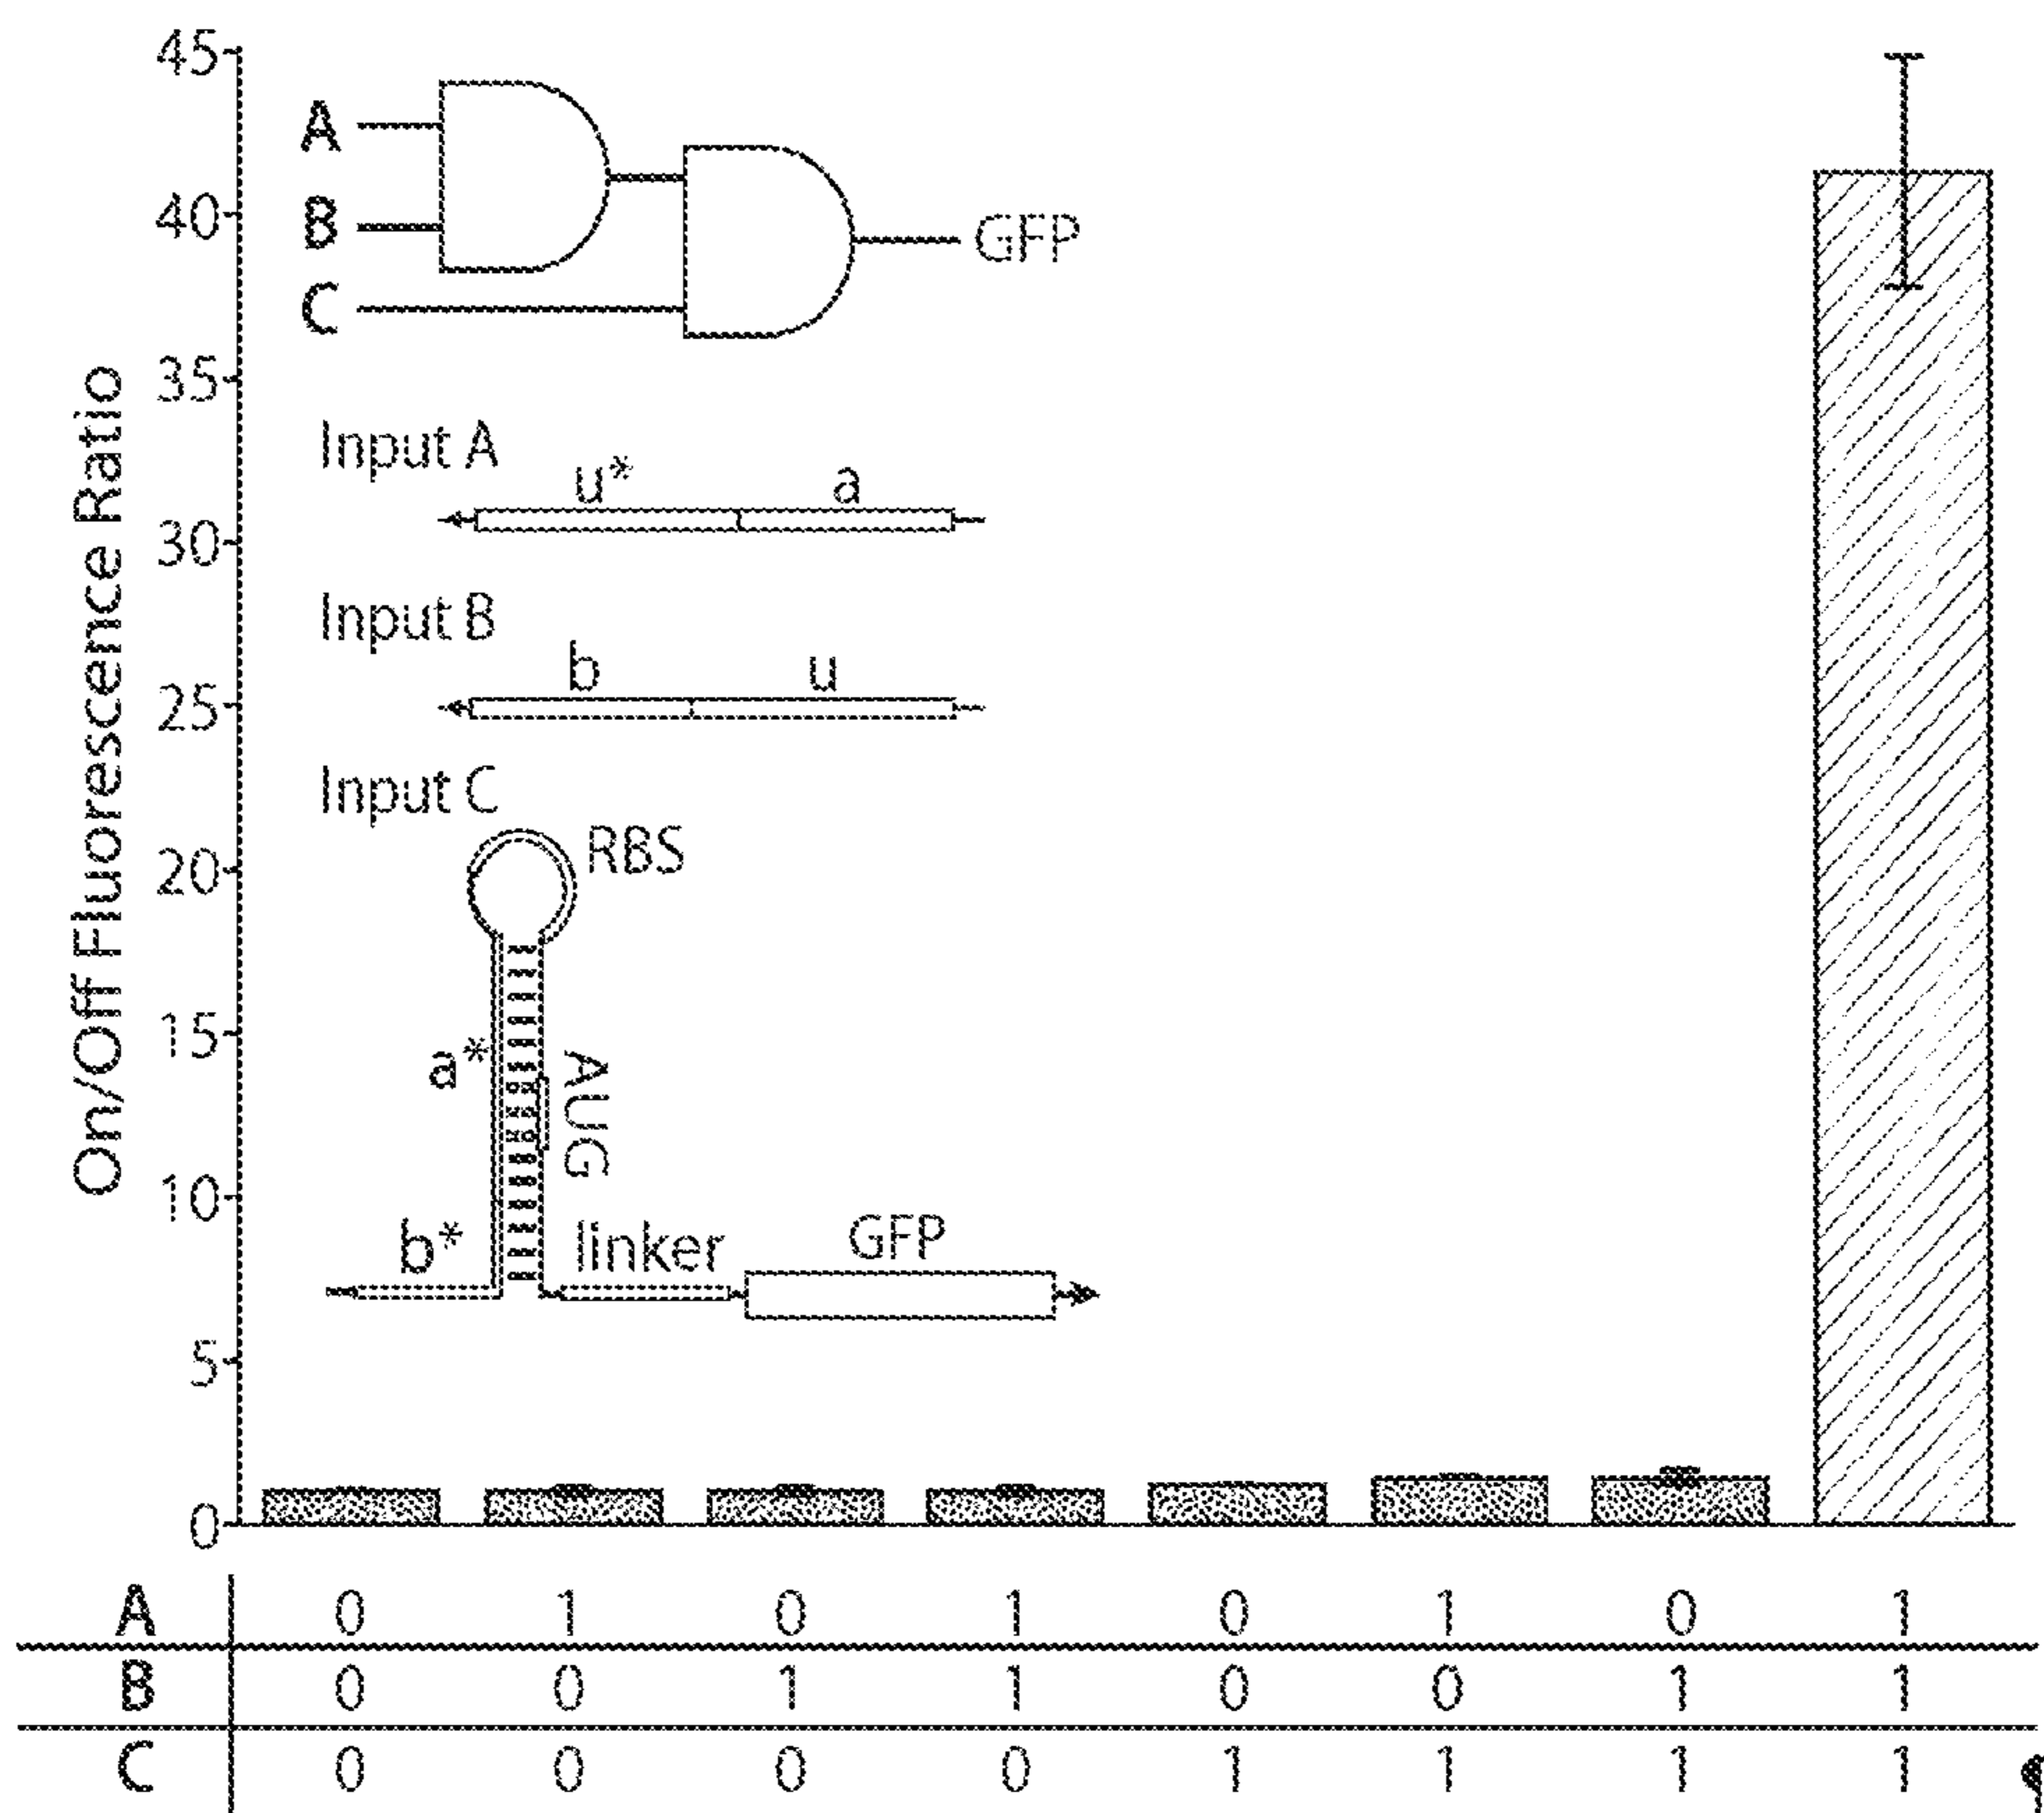 On/Off Fluorescence Ratio
45
40
35
30
25
20
15
10
5
0
A
B
C
GFP
Input A
u* a
Input B
b u
Input C
RBS
a*
AUG
b* linker GFP
A 0 1 0 1 0 1 0 1
B 0 0 1 1 0 0 1 1
C 0 0 0 0 1 1 1 1